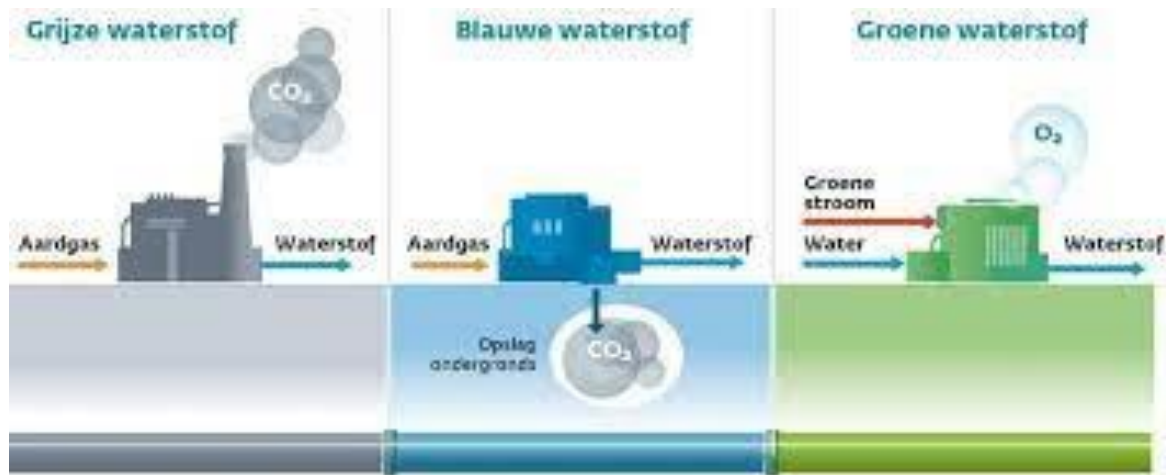 Grijze waterstof
CO₂
Aardgas
Waterstof
Blauwe waterstof
Aardgas
Waterstof
Opslag
ondergronds
CO₂
Groene waterstof
O₂
Groene
stroom
Water
Waterstof